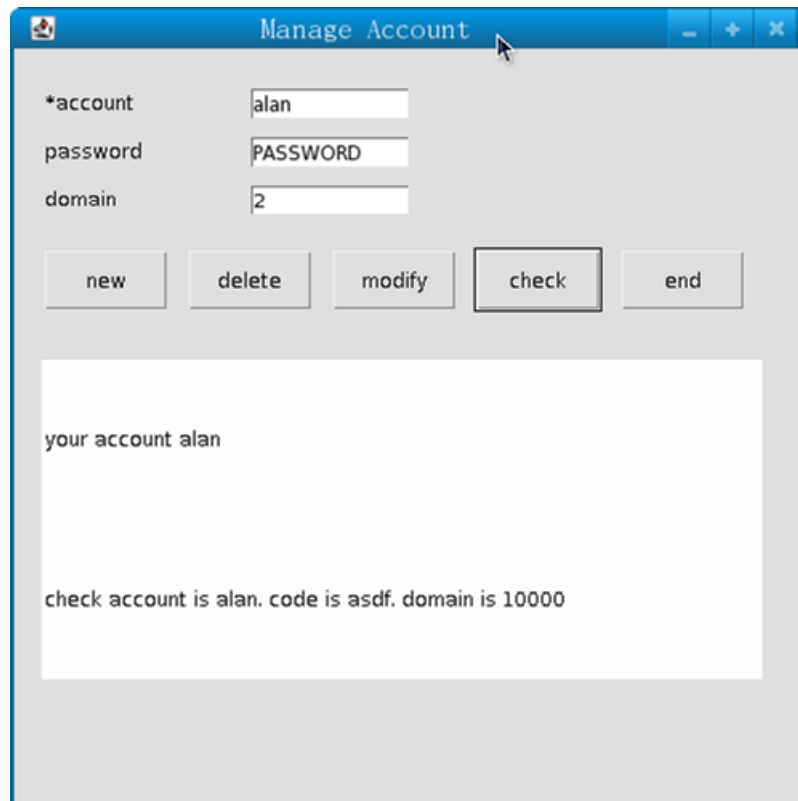 Manage Account
*account alan
password PASSWORD
domain 2
new delete modify check end
your account alan
check account is alan. code is asdf. domain is 10000